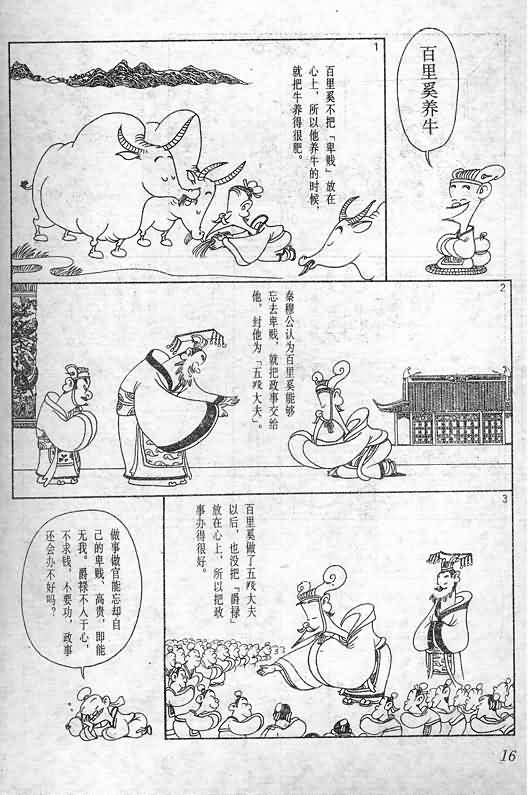 百里奚养牛
1
百里奚不把「卑贱」放在
心上，所以他养牛的时候，
就把牛养得很肥。
2
秦穆公认为百里奚能够
忘去卑贱，就把政事交给
他，封他为「五羖大夫」。
3
百里奚做了五羖大夫
以后，也没把「爵禄」
放在心上，所以把政
事办得很好。
做事做官能忘却自
己的卑贱、高贵，即能
无我。爵禄不入于心，
不求钱，不要功，政事
还会办不好吗？
16